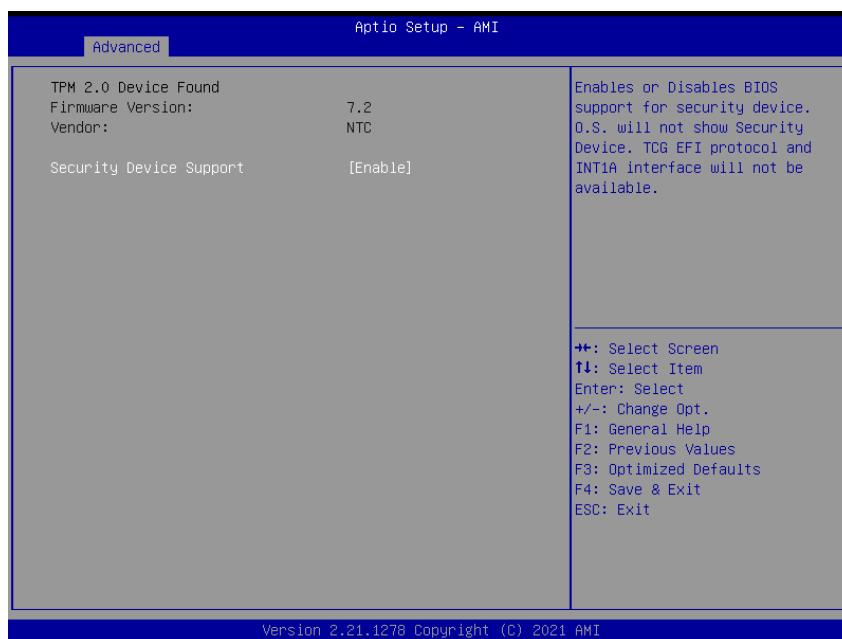 Aptio Setup – AMI
Advanced
TPM 2.0 Device Found
Firmware Version: 7.2
Vendor: NTC
Security Device Support [Enable]
Enables or Disables BIOS
support for security device.
O.S. will not show Security
Device. TCG EFI protocol and
INT1A interface will not be
available.
→←: Select Screen
↑↓: Select Item
Enter: Select
+/-: Change Opt.
F1: General Help
F2: Previous Values
F3: Optimized Defaults
F4: Save & Exit
ESC: Exit
Version 2.21.1278 Copyright (C) 2021 AMI